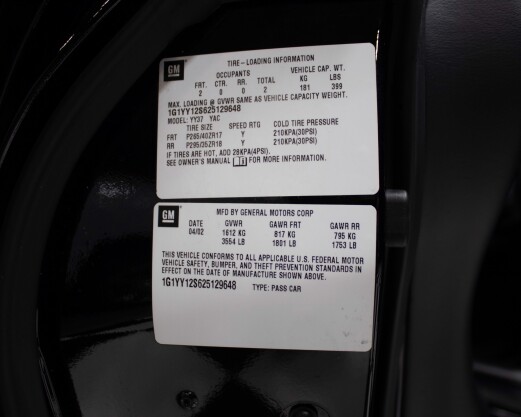 GM
TIRE-LOADING INFORMATION
OCCUPANTS VEHICLE CAP. WT.
FRT. CTR. RR. TOTAL KG LBS
2 0 0 2 181 399
MAX. LOADING @ GVWR SAME AS VEHICLE CAPACITY WEIGHT.
1G1YY12S625129648
MODEL: YY37 YAC
TIRE SIZE SPEED RTG COLD TIRE PRESSURE
FRT P265/40ZR17 Y 210KPA(30PSI)
RR P295/35ZR18 Y 210KPA(30PSI)
IF TIRES ARE HOT, ADD 28KPA(4PSI).
SEE OWNER'S MANUAL FOR MORE INFORMATION.
GM
MFD BY GENERAL MOTORS CORP
DATE GVWR GAWR FRT GAWR RR
04/02 1612 KG 817 KG 795 KG
3554 LB 1801 LB 1753 LB
THIS VEHICLE CONFORMS TO ALL APPLICABLE U.S. FEDERAL MOTOR
VEHICLE SAFETY, BUMPER, AND THEFT PREVENTION STANDARDS IN
EFFECT ON THE DATE OF MANUFACTURE SHOWN ABOVE.
1G1YY12S625129648 TYPE: PASS CAR